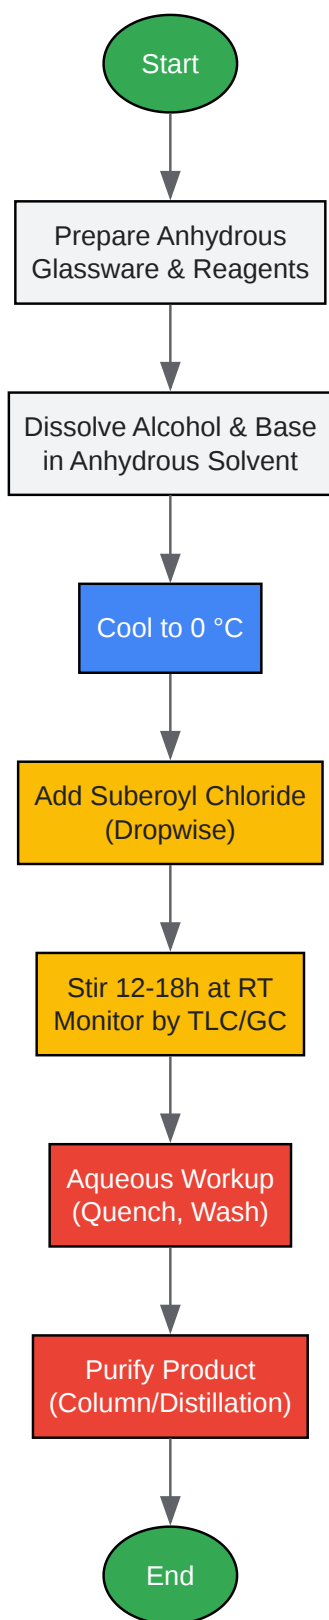 Start
Prepare Anhydrous
Glassware & Reagents
Dissolve Alcohol & Base
in Anhydrous Solvent
Cool to 0 °C
Add Suberoyl Chloride
(Dropwise)
Stir 12-18h at RT
Monitor by TLC/GC
Aqueous Workup
(Quench, Wash)
Purify Product
(Column/Distillation)
End